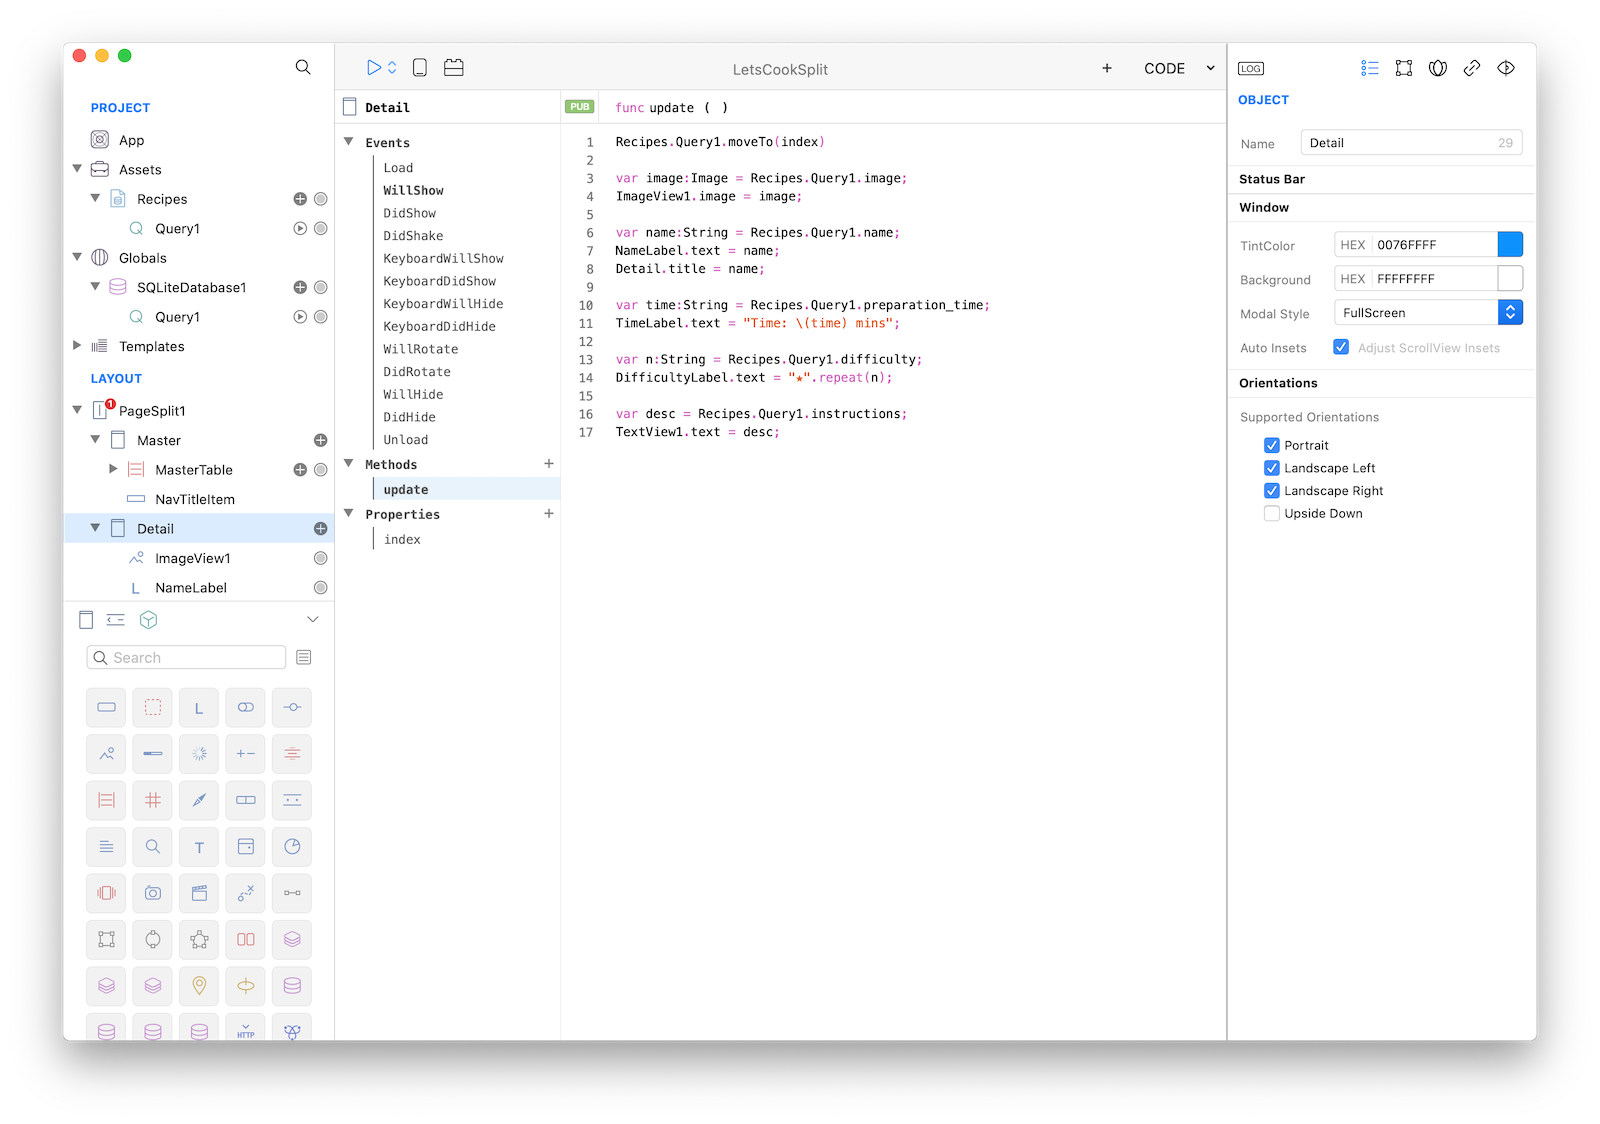 LetsCookSplit
CODE
LOG
PROJECT
App
Assets
Recipes
Query1
Globals
SQLiteDatabase1
Query1
Templates
LAYOUT
1
PageSplit1
Master
MasterTable
NavTitleItem
Detail
ImageView1
L NameLabel
Search
L
T
HTTP
Detail
Events
Load
WillShow
DidShow
DidShake
KeyboardWillShow
KeyboardDidShow
KeyboardWillHide
KeyboardDidHide
WillRotate
DidRotate
WillHide
DidHide
Unload
Methods
update
Properties
index
PUB
func update ( )
1 Recipes.Query1.moveTo(index)
2
3 var image:Image = Recipes.Query1.image;
4 ImageView1.image = image;
5
6 var name:String = Recipes.Query1.name;
7 NameLabel.text = name;
8 Detail.title = name;
9
10 var time:String = Recipes.Query1.preparation_time;
11 TimeLabel.text = "Time: \(time) mins";
12
13 var n:String = Recipes.Query1.difficulty;
14 DifficultyLabel.text = "★".repeat(n);
15
16 var desc = Recipes.Query1.instructions;
17 TextView1.text = desc;
OBJECT
Name Detail 29
Status Bar
Window
TintColor HEX 0076FFFF
Background HEX FFFFFFFF
Modal Style FullScreen
Auto Insets Adjust ScrollView Insets
Orientations
Supported Orientations
Portrait
Landscape Left
Landscape Right
Upside Down